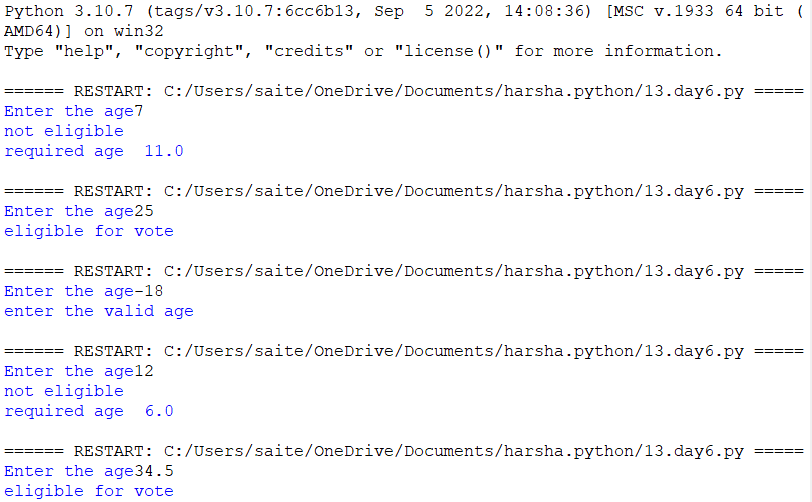 Python 3.10.7 (tags/v3.10.7:6cc6b13, Sep  5 2022, 14:08:36) [MSC v.1933 64 bit (
AMD64)] on win32
Type "help", "copyright", "credits" or "license()" for more information.
====== RESTART: C:/Users/saite/OneDrive/Documents/harsha.python/13.day6.py =====
Enter the age7
not eligible
required age  11.0
====== RESTART: C:/Users/saite/OneDrive/Documents/harsha.python/13.day6.py =====
Enter the age25
eligible for vote
====== RESTART: C:/Users/saite/OneDrive/Documents/harsha.python/13.day6.py =====
Enter the age-18
enter the valid age
====== RESTART: C:/Users/saite/OneDrive/Documents/harsha.python/13.day6.py =====
Enter the age12
not eligible
required age  6.0
====== RESTART: C:/Users/saite/OneDrive/Documents/harsha.python/13.day6.py =====
Enter the age34.5
eligible for vote